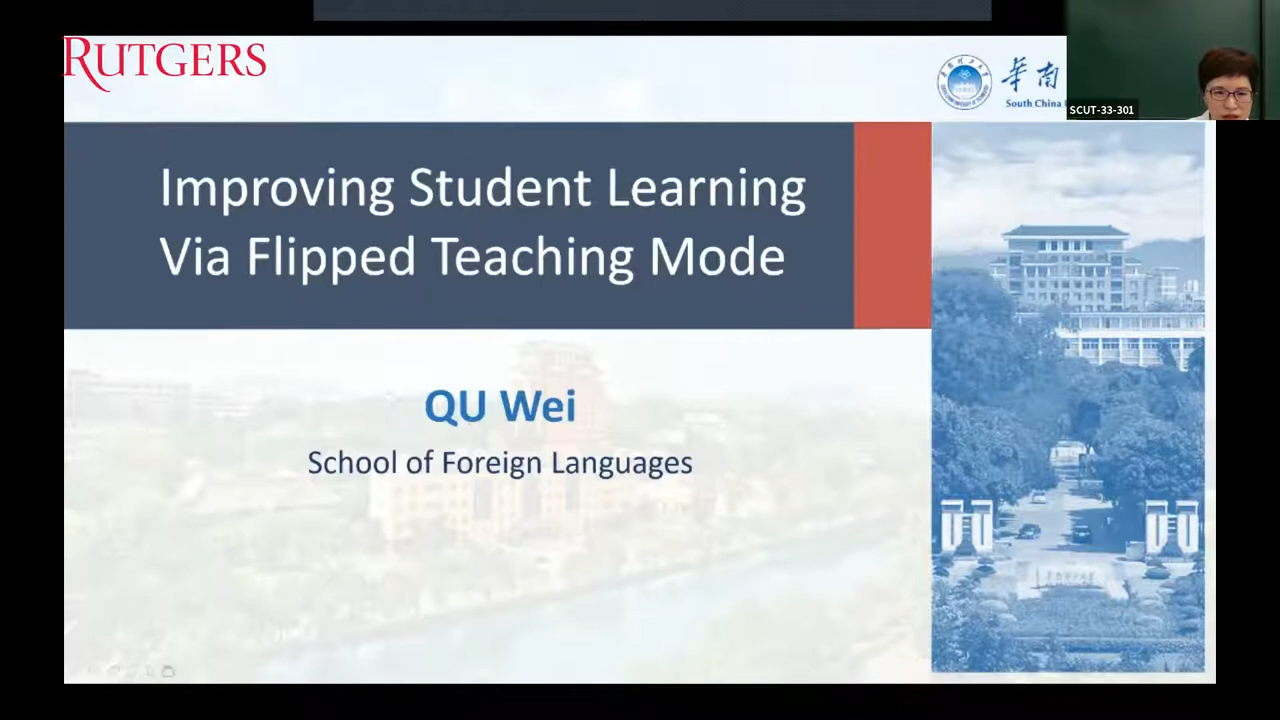 RUTGERS
華南
South China
SCUT-33-301
Improving Student Learning
Via Flipped Teaching Mode
QU Wei
School of Foreign Languages